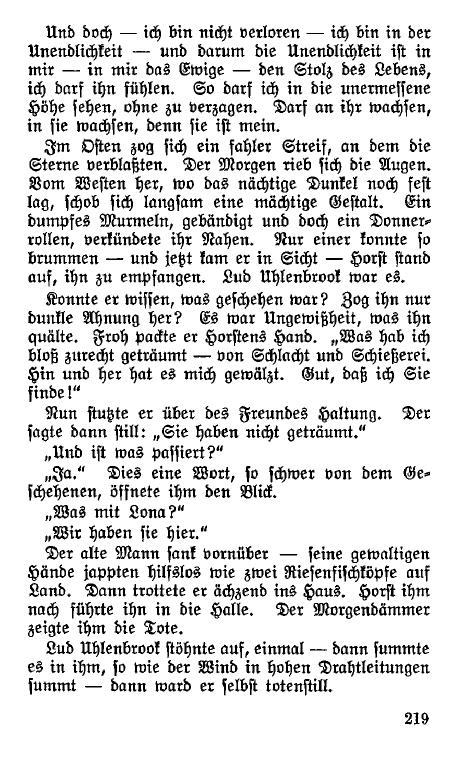 Und doch — ich bin nicht verloren — ich bin in der
Unendlichkeit — und darum die Unendlichkeit ist in
mir — in mir das Ewige — den Stolz des Lebens,
ich darf ihn fühlen. So darf ich in die unermessene
Höhe sehen, ohne zu verzagen. Darf an ihr wachsen,
in sie wachsen, denn sie ist mein.
Im Osten zog sich ein fahler Streif, an dem die
Sterne verblaßten. Der Morgen rieb sich die Augen.
Vom Westen her, wo das nächtige Dunkel noch fest
lag, schob sich langsam eine mächtige Gestalt. Ein
dumpfes Murmeln, gebändigt und doch ein Donner-
rollen, verkündete ihr Nahen. Nur einer konnte so
brummen — und jetzt kam er in Sicht — Horst stand
auf, ihn zu empfangen. Lud Uhlenbrook war es.
Konnte er wissen, was geschehen war? Zog ihn nur
dunkle Ahnung her? Es war Ungewißheit, was ihn
quälte. Froh packte er Horstens Hand. „Was hab ich
bloß zurecht geträumt — von Schlacht und Schießerei.
Hin und her hat es mich gewälzt. Gut, daß ich Sie
finde!“
Nun stutzte er über des Freundes Haltung. Der
sagte dann still: „Sie haben nicht geträumt.“
„Und ist was passiert?“
„Ja.“ Dies eine Wort, so schwer von dem Ge-
schehenen, öffnete ihm den Blick.
„Was mit Lona?“
„Wir haben sie hier.“
Der alte Mann sank vornüber — seine gewaltigen
Hände jappten hilfslos wie zwei Riesenfischköpfe auf
Land. Dann trottete er ächzend ins Haus. Horst ihm
nach führte ihn in die Halle. Der Morgendämmer
zeigte ihm die Tote.
Lud Uhlenbrook stöhnte auf, einmal — dann summte
es in ihm, so wie der Wind in hohen Drahtleitungen
summt — dann ward er selbst totenstill.
219